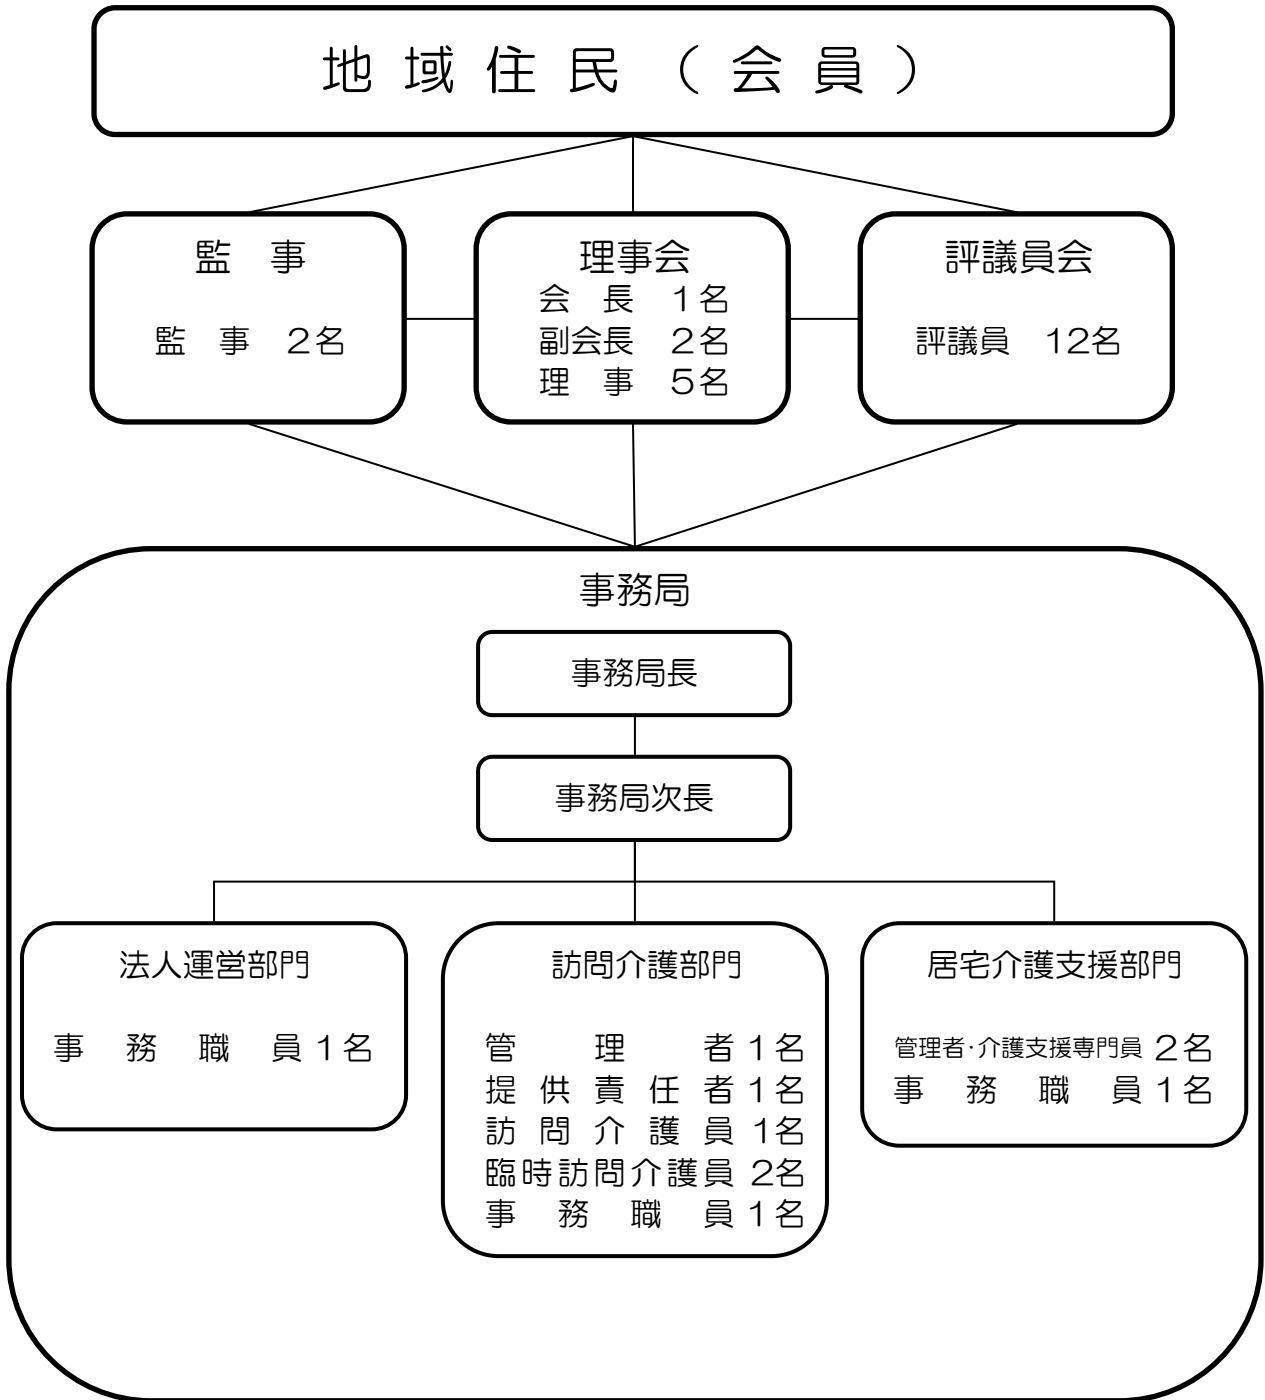 地域住民（会員）
監　事
監　事　２名
理事会
会　長　１名
副会長　２名
理　事　５名
評議員会
評議員　12名
事務局
事務局長
事務局次長
法人運営部門
事務職員１名
訪問介護部門
管理者１名
提供責任者１名
訪問介護員１名
臨時訪問介護員２名
事務職員１名
居宅介護支援部門
管理者・介護支援専門員２名
事務職員１名